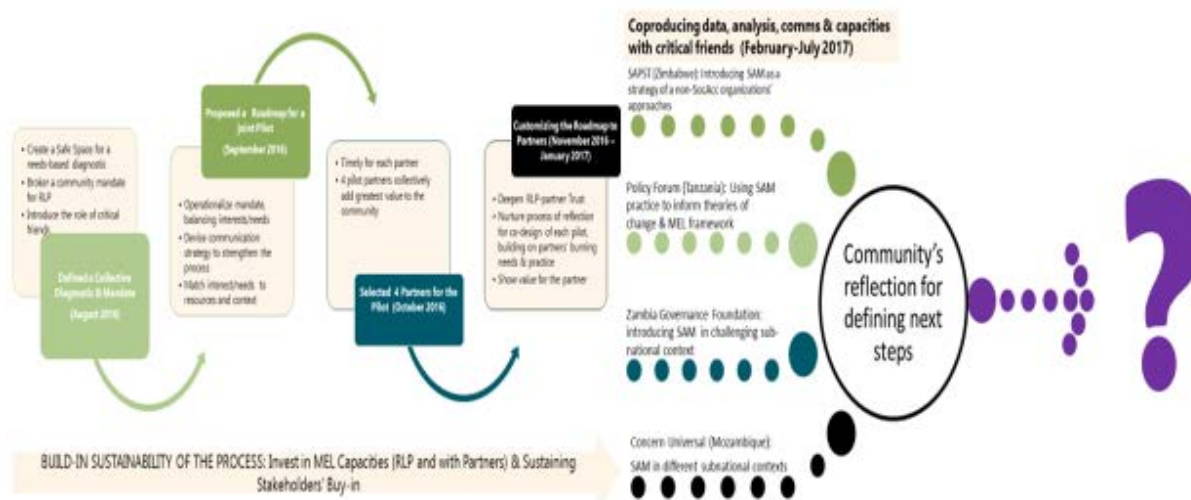 • Create a Safe Space for a
needs-based diagnostic
• Broker a community mandate
for RLP
• Introduce the role of critical
friends
Defined a Collective
Diagnostic & Mandate
(August 2016)
Proposed a Roadmap for a
Joint Pilot
(September 2016)
• Operationalize mandate,
balancing interests/needs
• Devise communication
strategy to strengthen the
process
• Match interest/needs to
resources and context
• Timely for each partner
• 4 pilot partners collectively
add greatest value to the
community
Selected 4 Partners for the
Pilot (October 2016)
Customizing the Roadmap to
Partners (November 2016 –
January 2017)
• Deepen RLP-partner Trust
• Nurture process of reflection
for co-design of each pilot,
building on partners' burning
needs & practice
• Show value for the partner
BUILD-IN SUSTAINABILITY OF THE PROCESS: Invest in MEL Capacities (RLP and with Partners) & Sustaining
Stakeholders' Buy-in
Coproducing data, analysis, comms & capacities
with critical friends (February-July 2017)
SAPST (Zimbabwe): Introducing SAM as a
strategy of a non-SocAcc organizations'
approaches
Policy Forum (Tanzania): Using SAM
practice to inform theories of
change & MEL framework
Zambia Governance Foundation:
introducing SAM in challenging sub-
national context
Concern Universal (Mozambique):
SAM in different subnational contexts
Community's
reflection for
defining next
steps
?